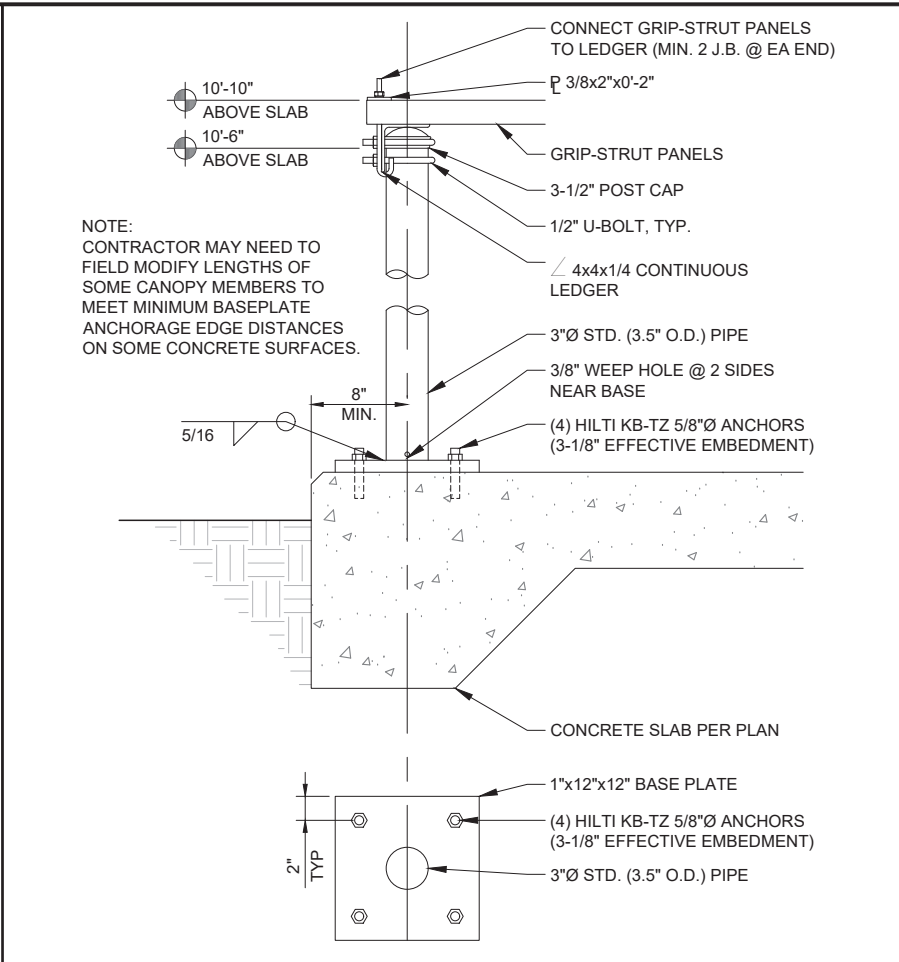 CONNECT GRIP-STRUT PANELS
TO LEDGER (MIN. 2 J.B. @ EA END)
10'-10"
ABOVE SLAB
PL 3/8x2"x0'-2"
10'-6"
ABOVE SLAB
GRIP-STRUT PANELS
3-1/2" POST CAP
1/2" U-BOLT, TYP.
∠ 4x4x1/4 CONTINUOUS
LEDGER
NOTE:
CONTRACTOR MAY NEED TO
FIELD MODIFY LENGTHS OF
SOME CANOPY MEMBERS TO
MEET MINIMUM BASEPLATE
ANCHORAGE EDGE DISTANCES
ON SOME CONCRETE SURFACES.
3"Ø STD. (3.5" O.D.) PIPE
3/8" WEEP HOLE @ 2 SIDES
NEAR BASE
8"
MIN.
5/16
(4) HILTI KB-TZ 5/8"Ø ANCHORS
(3-1/8" EFFECTIVE EMBEDMENT)
CONCRETE SLAB PER PLAN
1"x12"x12" BASE PLATE
(4) HILTI KB-TZ 5/8"Ø ANCHORS
(3-1/8" EFFECTIVE EMBEDMENT)
2"
TYP
3"Ø STD. (3.5" O.D.) PIPE